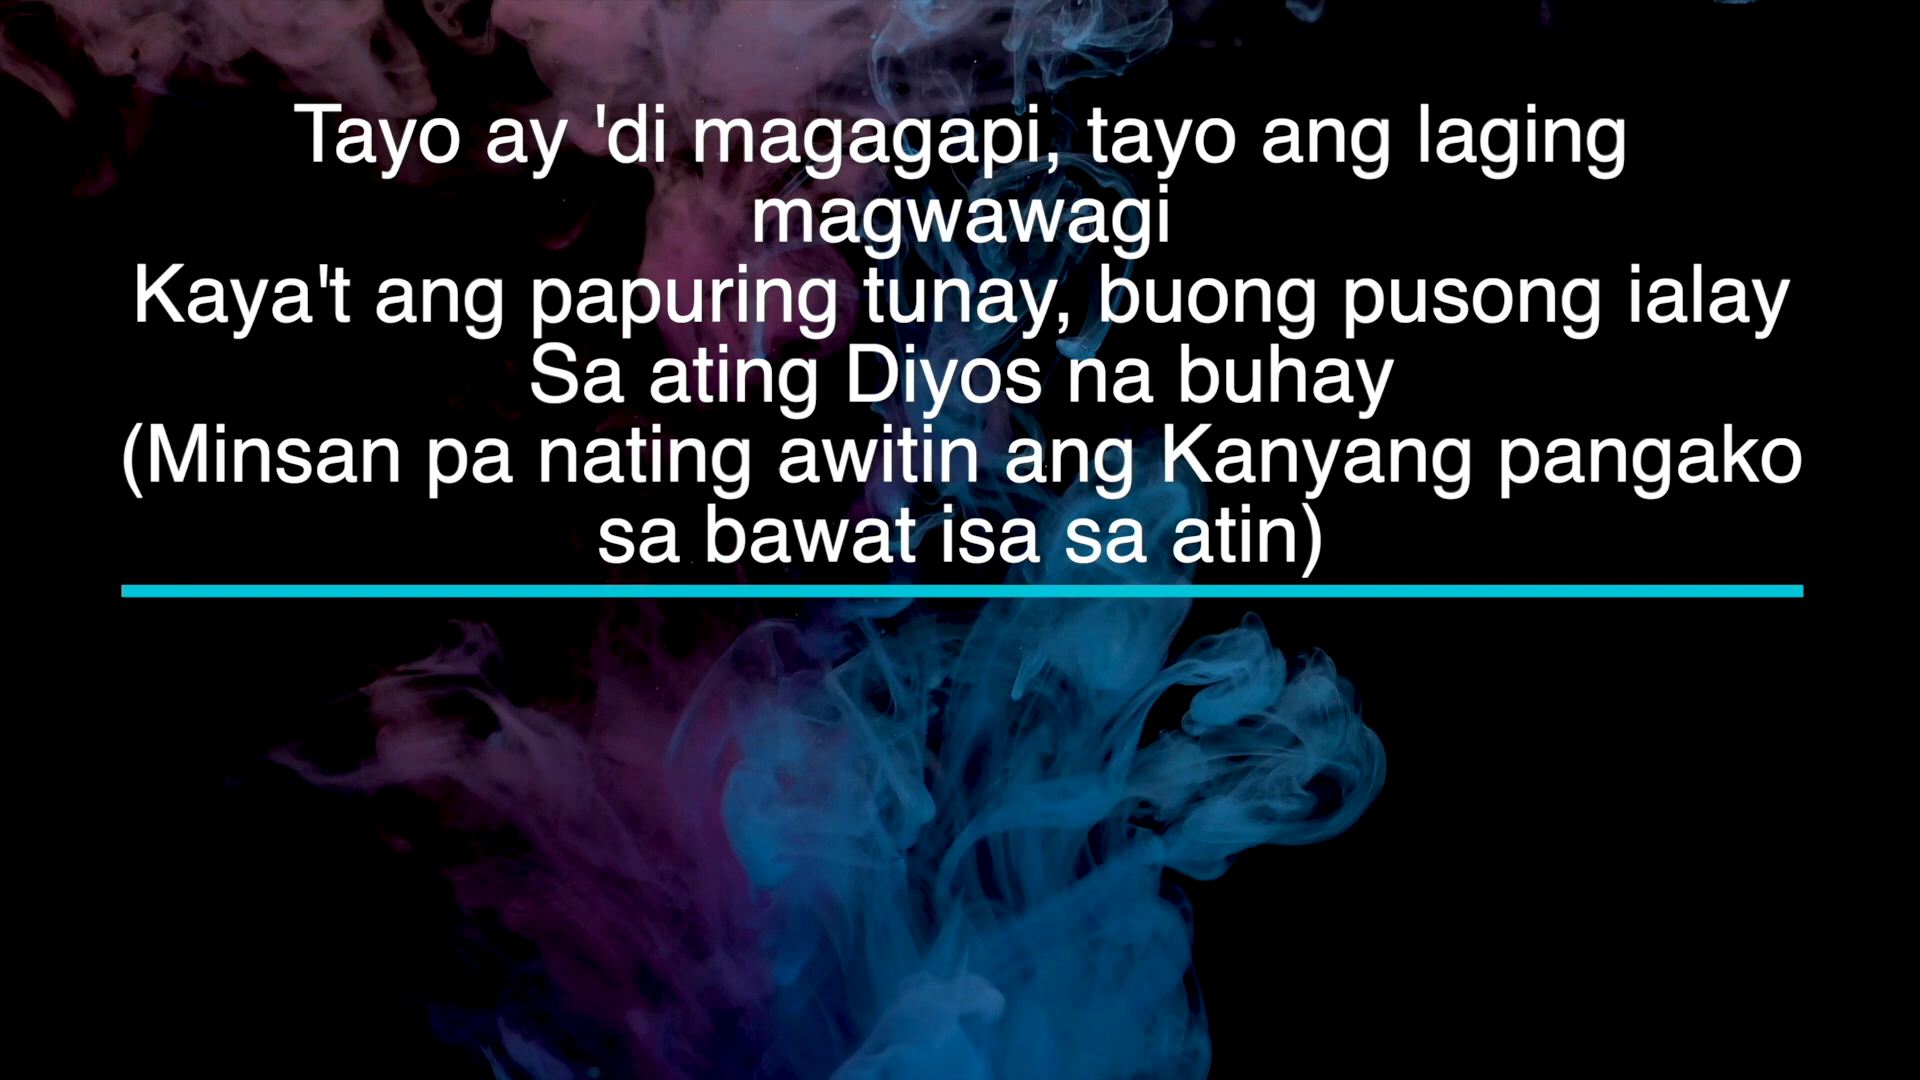 Tayo ay 'di magagapi, tayo ang laging
magwawagi
Kaya't ang papuring tunay, buong pusong ialay
Sa ating Diyos na buhay
(Minsan pa nating awitin ang Kanyang pangako
sa bawat isa sa atin)